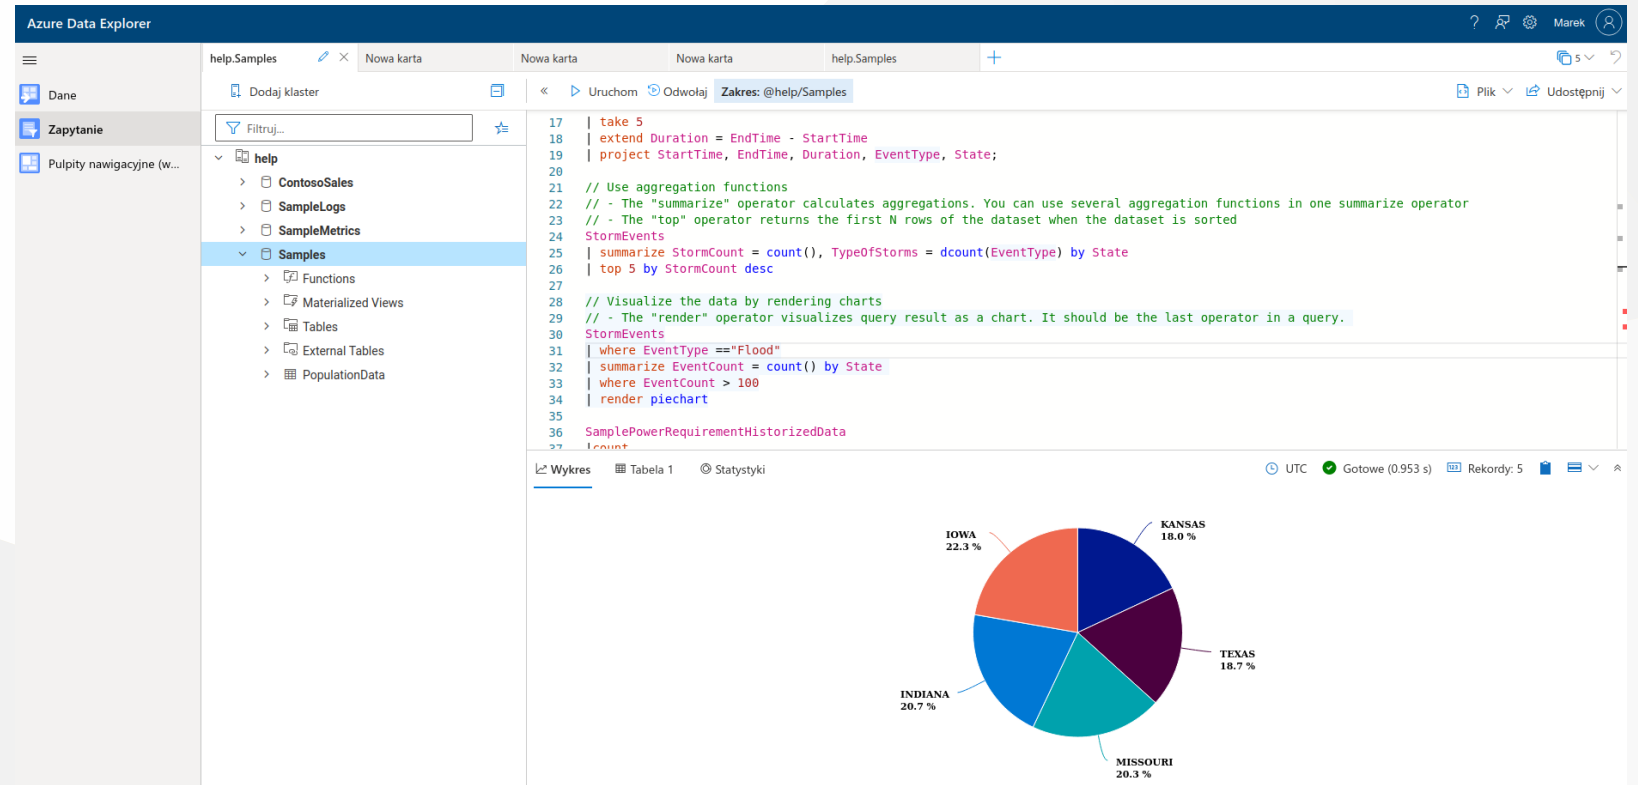 Azure Data Explorer
? Marek
help.Samples
Nowa karta
Nowa karta
Nowa karta
help.Samples
5
Dane
Zapytanie
Pulpity nawigacyjne (w...
Dodaj klaster
Filtruj...
help
ContosoSales
SampleLogs
SampleMetrics
Samples
Functions
Materialized Views
Tables
External Tables
PopulationData
Uruchom
Odwołaj
Zakres: @help/Samples
Plik
Udostępnij
17 | take 5
18 | extend Duration = EndTime - StartTime
19 | project StartTime, EndTime, Duration, EventType, State;
20
21 // Use aggregation functions
22 // - The "summarize" operator calculates aggregations. You can use several aggregation functions in one summarize operator
23 // - The "top" operator returns the first N rows of the dataset when the dataset is sorted
24 StormEvents
25 | summarize StormCount = count(), TypeOfStorms = dcount(EventType) by State
26 | top 5 by StormCount desc
27
28 // Visualize the data by rendering charts
29 // - The "render" operator visualizes query result as a chart. It should be the last operator in a query.
30 StormEvents
31 | where EventType =="Flood"
32 | summarize EventCount = count() by State
33 | where EventCount > 100
34 | render piechart
35
36 SamplePowerRequirementHistorizedData
37 |count
Wykres
Tabela 1
Statystyki
UTC
Gotowe (0.953 s)
Rekordy: 5
KANSAS
18.0 %
IOWA
22.3 %
TEXAS
18.7 %
INDIANA
20.7 %
MISSOURI
20.3 %